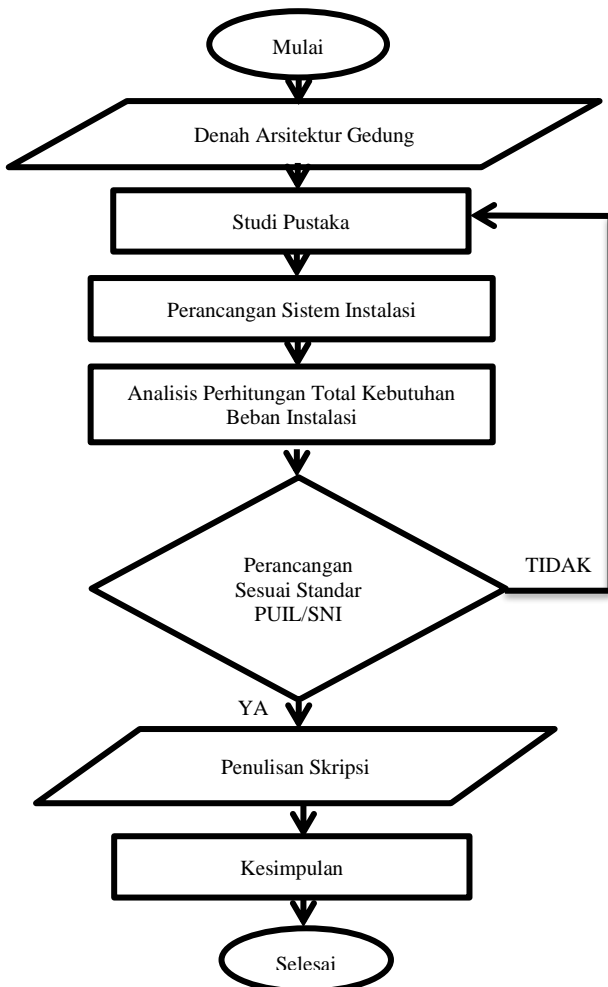 Mulai
Denah Arsitektur Gedung
Studi Pustaka
Perancangan Sistem Instalasi
Analisis Perhitungan Total Kebutuhan
Beban Instalasi
Perancangan
Sesuai Standar
PUIL/SNI
TIDAK
YA
Penulisan Skripsi
Kesimpulan
Selesai